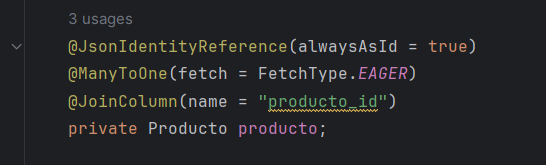 3 usages
@JsonIdentityReference(alwaysAsId = true)
@ManyToOne(fetch = FetchType.EAGER)
@JoinColumn(name = "producto_id")
private Producto producto;